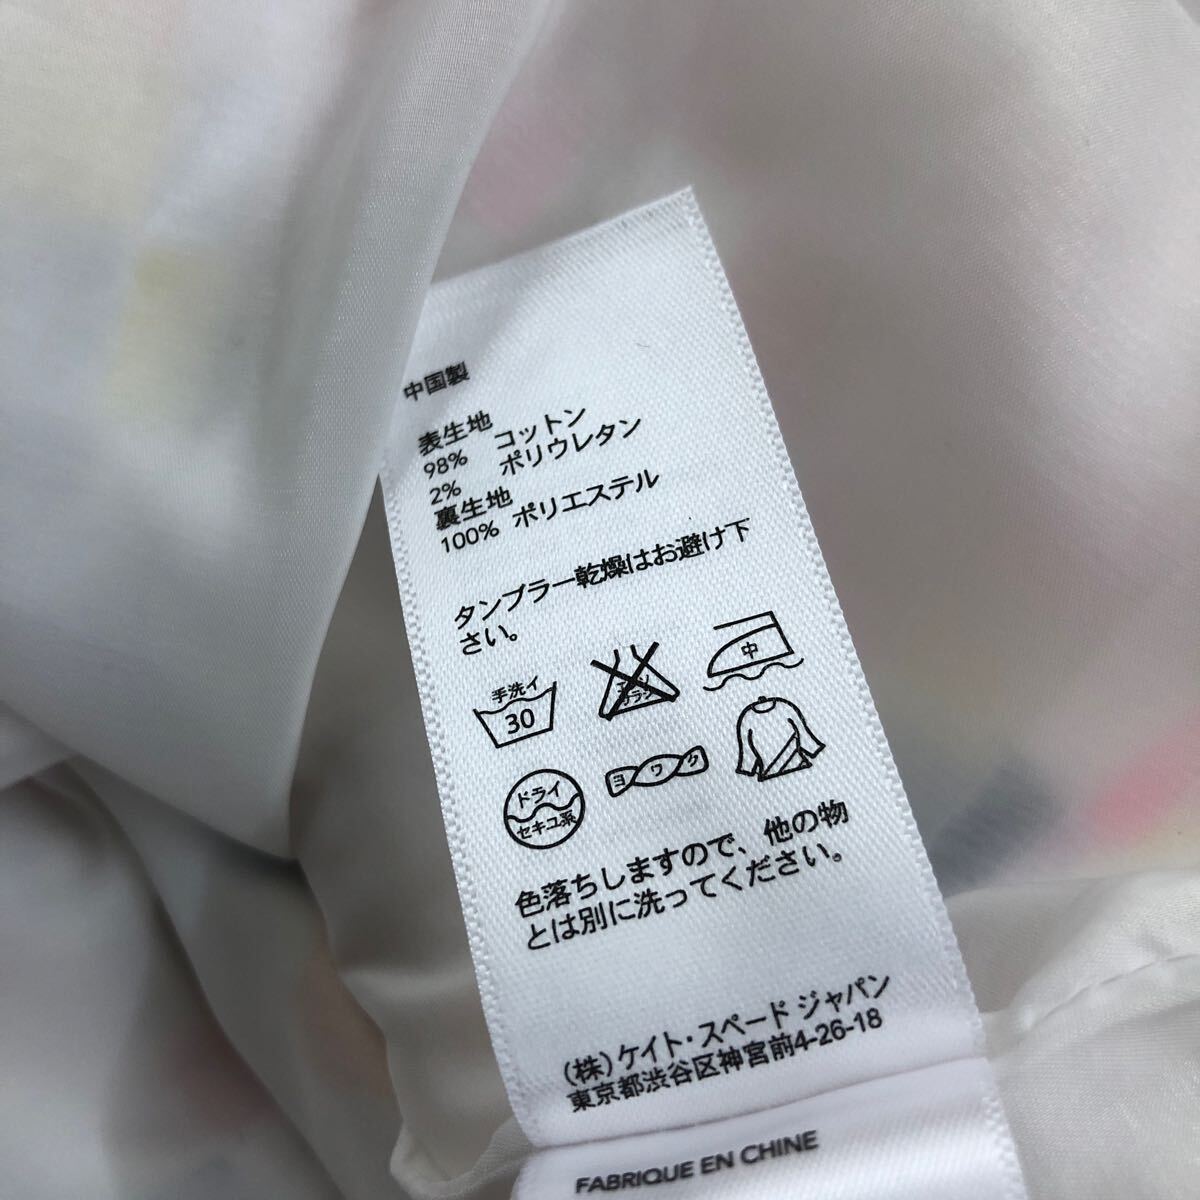 中国製
表生地
98% コットン
2% ポリウレタン
裏生地
100% ポリエステル
タンブラー乾燥はお避け下
さい。
手洗イ
30
エンソ
サラシ
中
ドライ
セキユ系
ヨワク
色落ちしますので、他の物
とは別に洗ってください。
(株)ケイト・スペード ジャパン
東京都渋谷区神宮前4-26-18
FABRIQUE EN CHINE